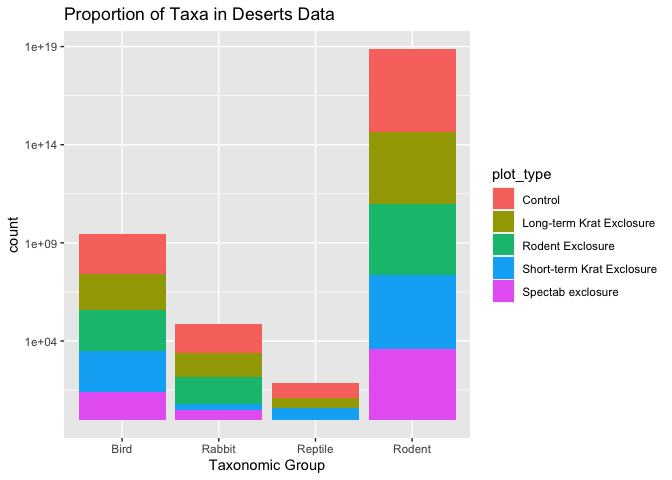 Proportion of Taxa in Deserts Data
1e+19
1e+14
1e+09
1e+04
count
Bird
Rabbit
Reptile
Rodent
Taxonomic Group
plot_type
Control
Long-term Krat Exclosure
Rodent Exclosure
Short-term Krat Exclosure
Spectab exclosure